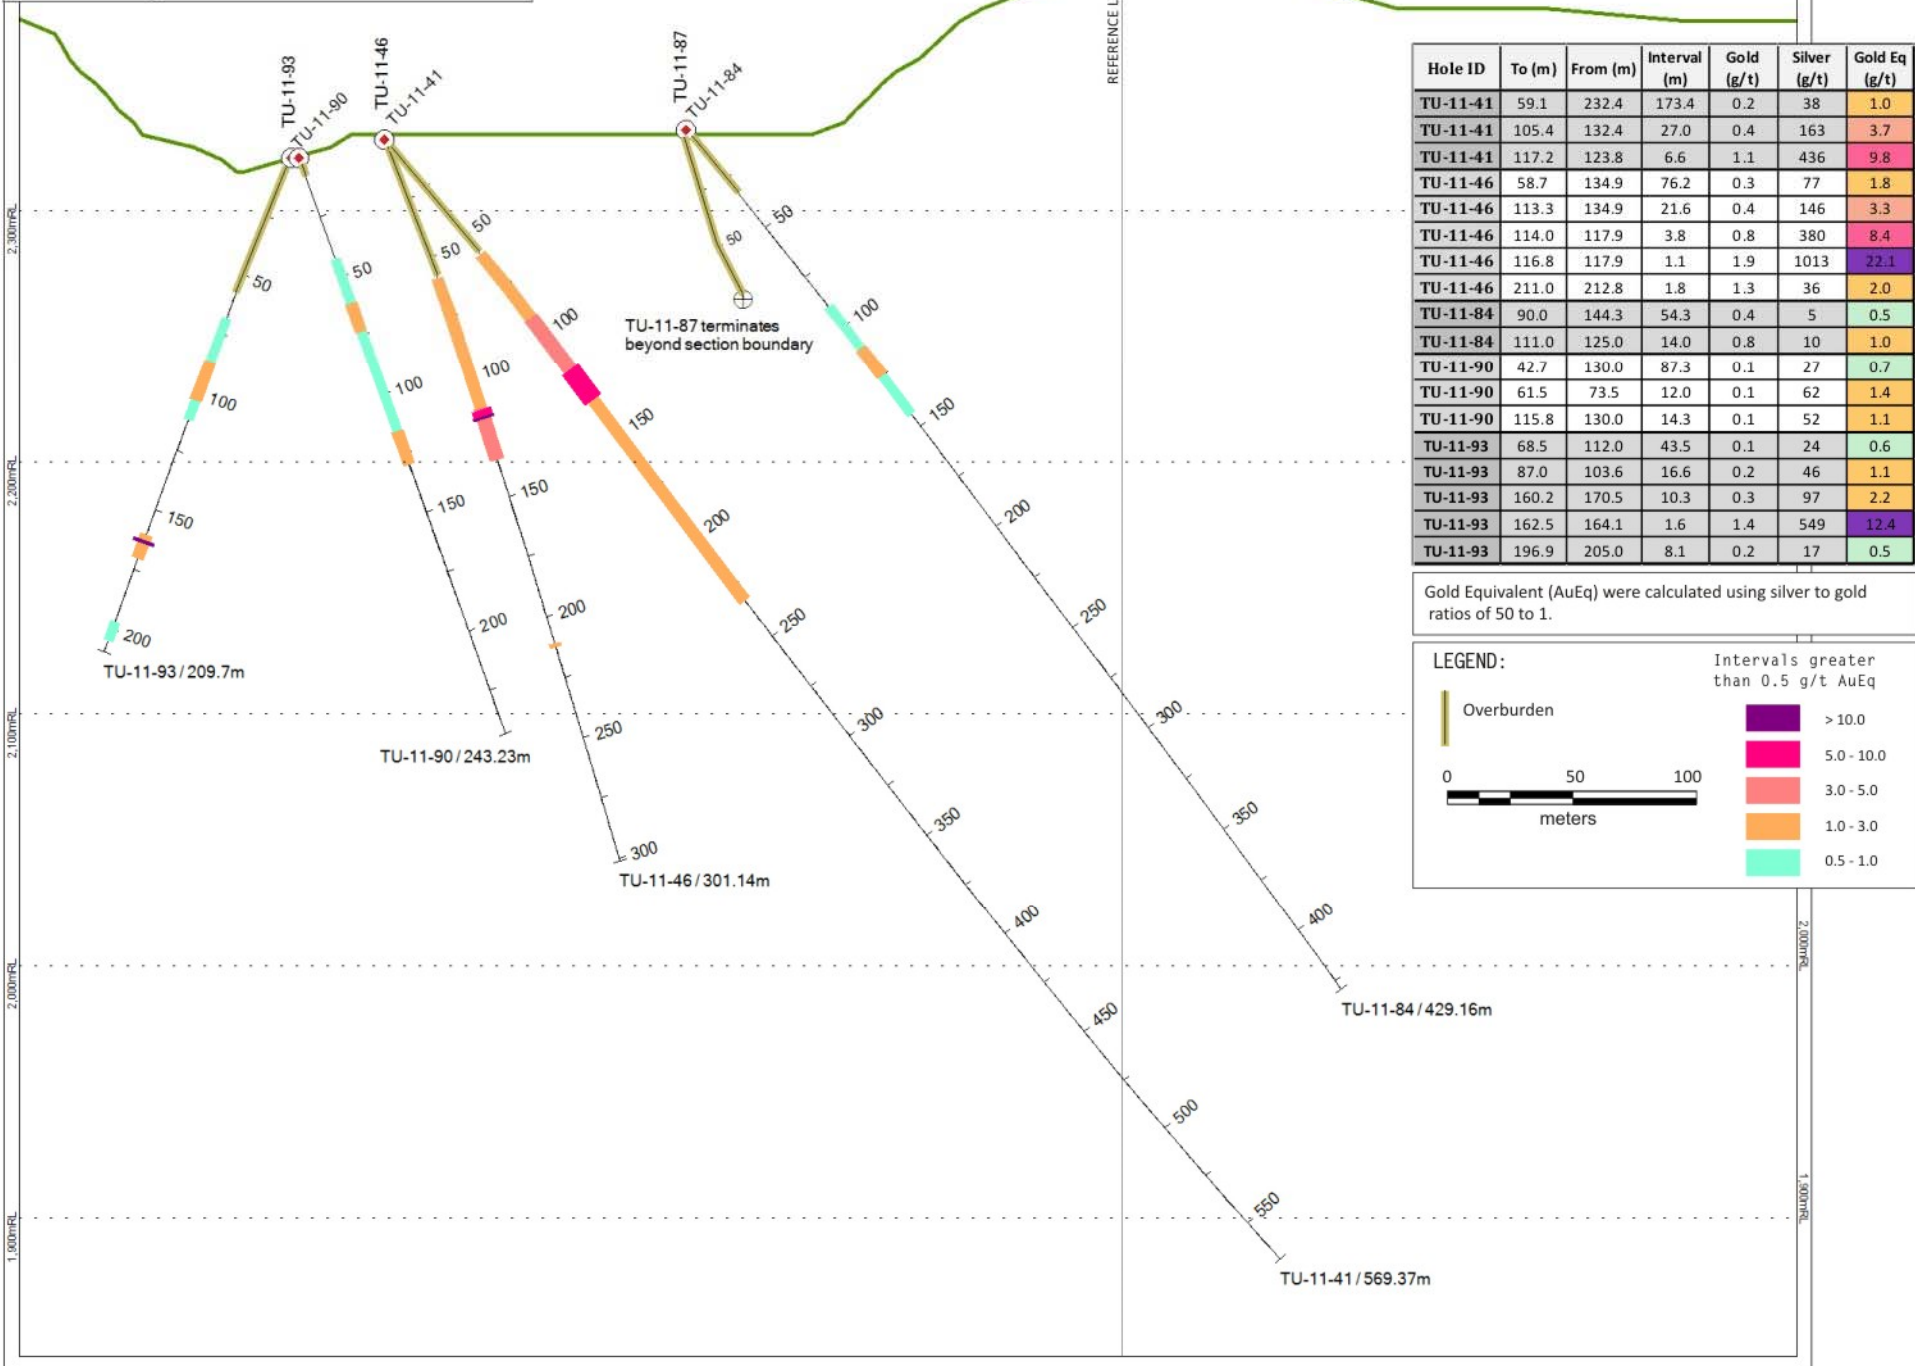 REFERENCE L
TU-11-93
TU-11-90
TU-11-46
TU-11-41
TU-11-87
TU-11-84
2,300mRL
2,200mRL
2,100mRL
2,000mRL
1,900mRL
2,000mRL
1,900mRL
50
100
150
200
TU-11-93 / 209.7m
50
100
150
200
TU-11-90 / 243.23m
50
100
150
200
250
300
TU-11-46 / 301.14m
50
100
150
200
250
300
350
400
450
500
550
TU-11-41 / 569.37m
50
TU-11-87 terminates
beyond section boundary
50
100
150
200
250
300
350
400
TU-11-84 / 429.16m
Hole ID To (m) From (m) Interval (m) Gold (g/t) Silver (g/t) Gold Eq (g/t)
TU-11-41 59.1 232.4 173.4 0.2 38 1.0
TU-11-41 105.4 132.4 27.0 0.4 163 3.7
TU-11-41 117.2 123.8 6.6 1.1 436 9.8
TU-11-46 58.7 134.9 76.2 0.3 77 1.8
TU-11-46 113.3 134.9 21.6 0.4 146 3.3
TU-11-46 114.0 117.9 3.8 0.8 380 8.4
TU-11-46 116.8 117.9 1.1 1.9 1013 22.1
TU-11-46 211.0 212.8 1.8 1.3 36 2.0
TU-11-84 90.0 144.3 54.3 0.4 5 0.5
TU-11-84 111.0 125.0 14.0 0.8 10 1.0
TU-11-90 42.7 130.0 87.3 0.1 27 0.7
TU-11-90 61.5 73.5 12.0 0.1 62 1.4
TU-11-90 115.8 130.0 14.3 0.1 52 1.1
TU-11-93 68.5 112.0 43.5 0.1 24 0.6
TU-11-93 87.0 103.6 16.6 0.2 46 1.1
TU-11-93 160.2 170.5 10.3 0.3 97 2.2
TU-11-93 162.5 164.1 1.6 1.4 549 12.4
TU-11-93 196.9 205.0 8.1 0.2 17 0.5
Gold Equivalent (AuEq) were calculated using silver to gold
ratios of 50 to 1.
LEGEND:
Overburden
0 50 100
meters
Intervals greater
than 0.5 g/t AuEq
> 10.0
5.0 - 10.0
3.0 - 5.0
1.0 - 3.0
0.5 - 1.0